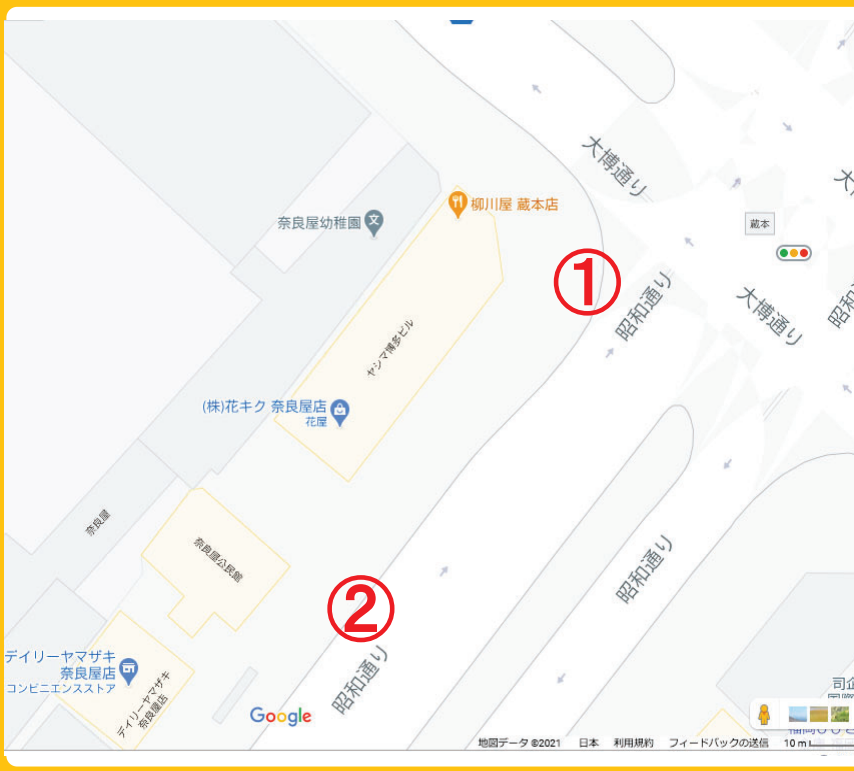 大博通り
柳川屋 蔵本店
奈良屋幼稚園
蔵本
①
昭和通り
大博通り
ヤシマ博多ビル
(株)花キク 奈良屋店
花屋
奈良屋
奈良屋公民館
昭和通り
②
昭和通り
デイリーヤマザキ
奈良屋店
コンビニエンスストア
デイリーヤマザキ
奈良屋店
Google
地図データ ©2021 日本 利用規約 フィードバックの送信 10 m